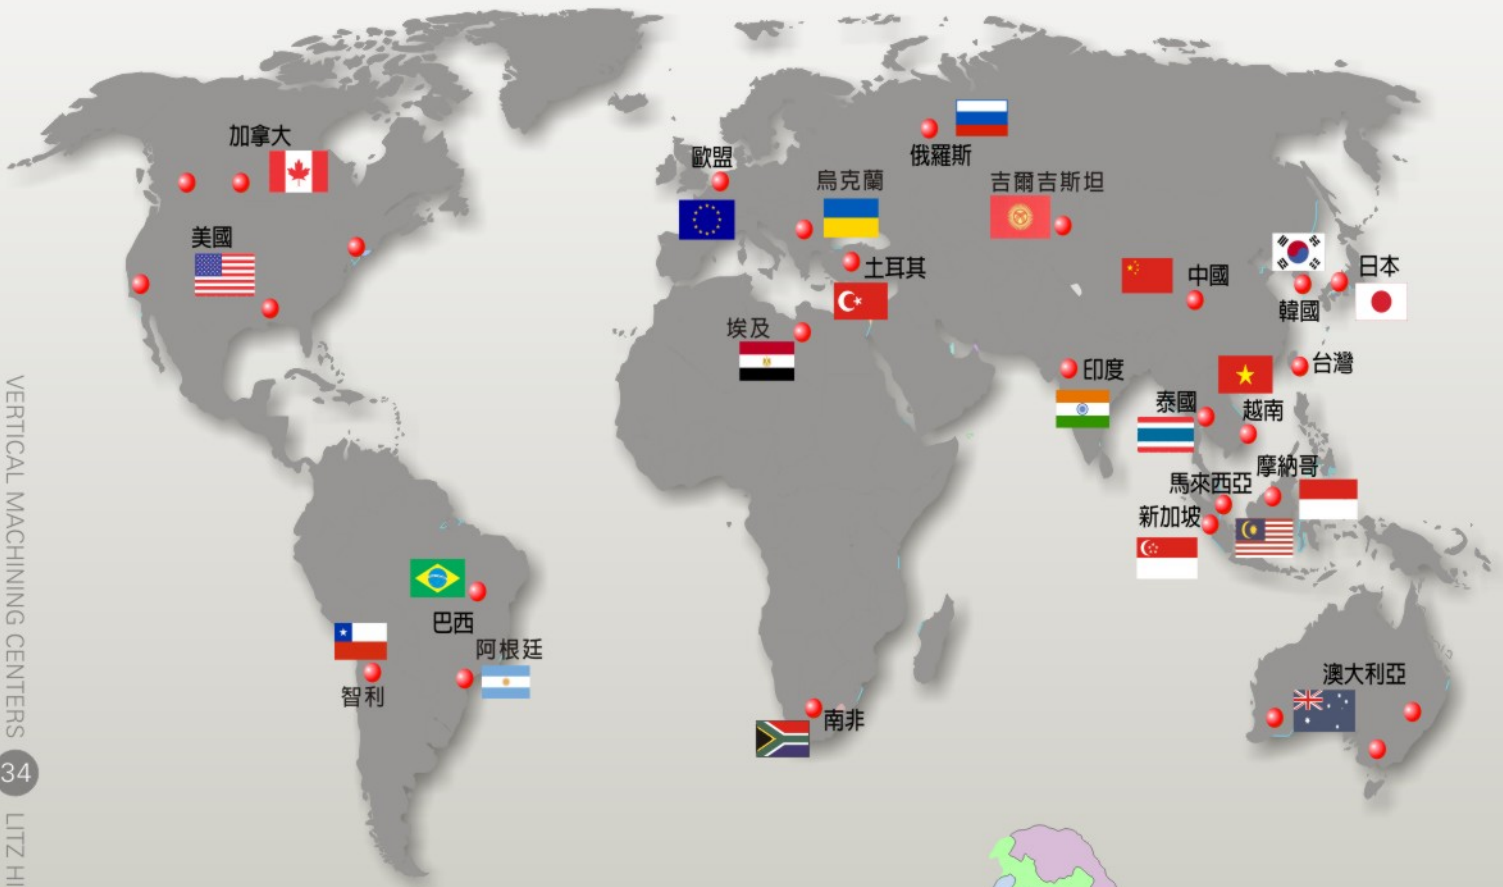 加拿大
美國
歐盟
烏克蘭
俄羅斯
吉爾吉斯坦
土耳其
埃及
中國
韓國
日本
印度
台灣
泰國
越南
馬來西亞
摩納哥
新加坡
巴西
智利
阿根廷
南非
澳大利亞
VERTICAL MACHINING CENTERS
34
LITZ